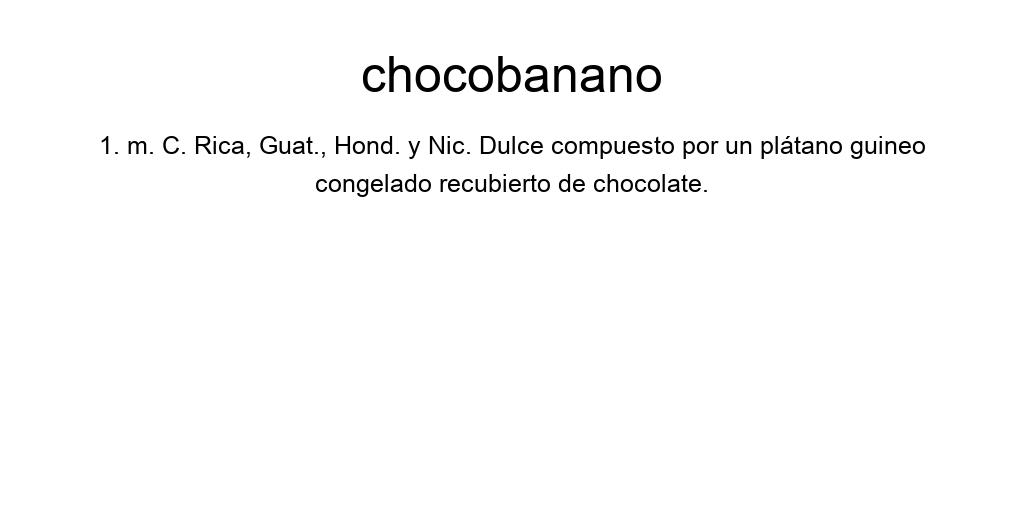 chocobanano
1. m. C. Rica, Guat., Hond. y Nic. Dulce compuesto por un plátano guineo
congelado recubierto de chocolate.